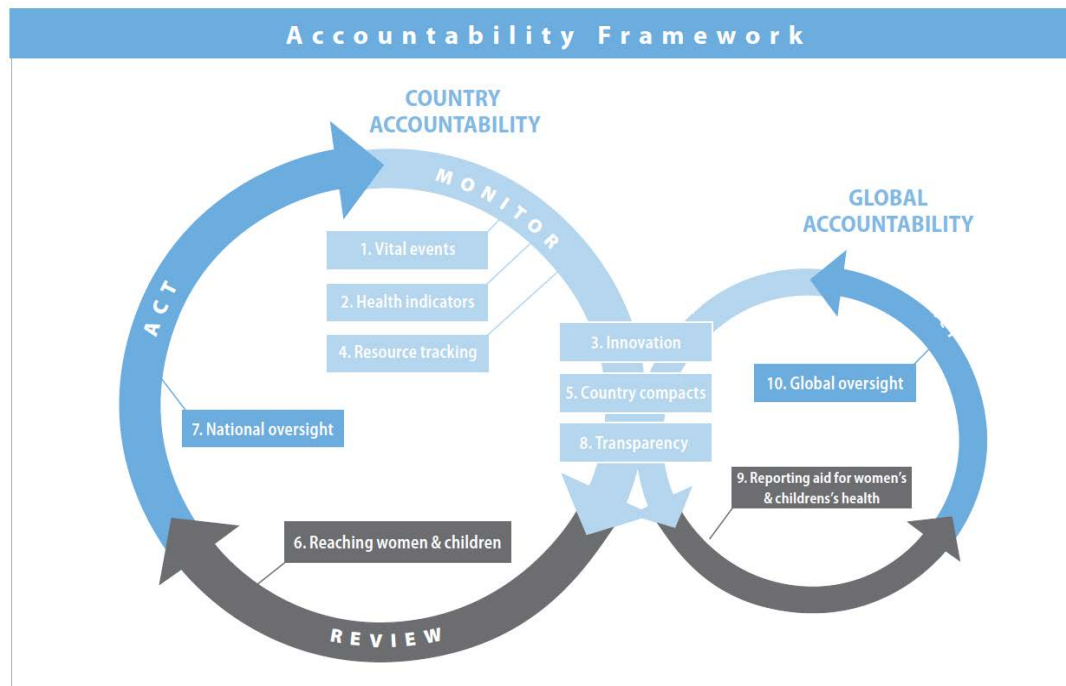 Accountability Framework
COUNTRY
ACCOUNTABILITY
MONITOR
1. Vital events
2. Health indicators
4. Resource tracking
ACT
7. National oversight
6. Reaching women & children
REVIEW
3. Innovation
5. Country compacts
8. Transparency
GLOBAL
ACCOUNTABILITY
10. Global oversight
9. Reporting aid for women's
& childrens's health